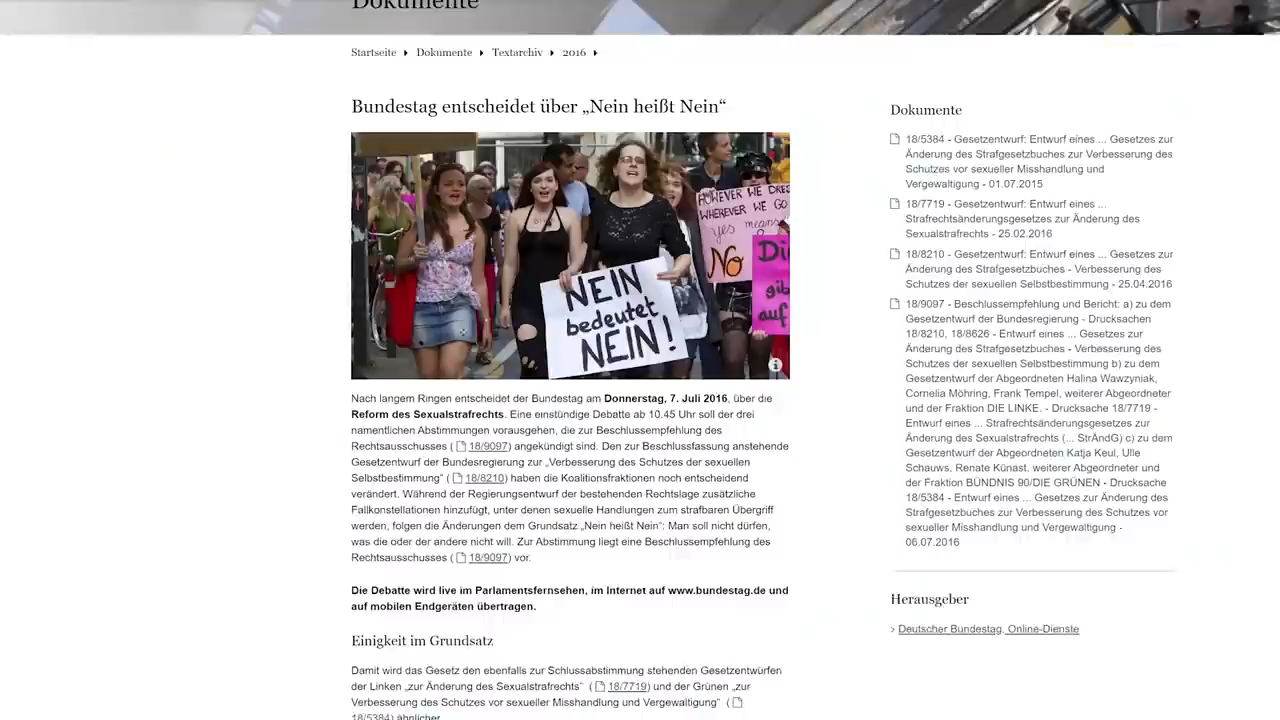 Dokumente
Startseite
Dokumente
Textarchiv
2016
Bundestag entscheidet über „Nein heißt Nein“
HOWEVER WE DRES
WHEREVER WE GO
yes means
No
Di
gib
auf
NEIN
bedeutet
NEIN!
Nach langem Ringen entscheidet der Bundestag am Donnerstag, 7. Juli 2016, über die
Reform des Sexualstrafrechts. Eine einstündige Debatte ab 10.45 Uhr soll der drei
namentlichen Abstimmungen vorausgehen, die zur Beschlussempfehlung des
Rechtsausschusses ( 18/9097) angekündigt sind. Den zur Beschlussfassung anstehende
Gesetzentwurf der Bundesregierung zur „Verbesserung des Schutzes der sexuellen
Selbstbestimmung“ ( 18/8210) haben die Koalitionsfraktionen noch entscheidend
verändert. Während der Regierungsentwurf der bestehenden Rechtslage zusätzliche
Fallkonstellationen hinzufügt, unter denen sexuelle Handlungen zum strafbaren Übergriff
werden, folgen die Änderungen dem Grundsatz „Nein heißt Nein“: Man soll nicht dürfen,
was die oder der andere nicht will. Zur Abstimmung liegt eine Beschlussempfehlung des
Rechtsausschusses ( 18/9097) vor.
Die Debatte wird live im Parlamentsfernsehen, im Internet auf www.bundestag.de und
auf mobilen Endgeräten übertragen.
Einigkeit im Grundsatz
Damit wird das Gesetz den ebenfalls zur Schlussabstimmung stehenden Gesetzentwürfen
der Linken „zur Änderung des Sexualstrafrechts“ ( 18/7719) und der Grünen „zur
Verbesserung des Schutzes vor sexueller Misshandlung und Vergewaltigung“ (
18/5384) ähnlicher.
Dokumente
18/5384 - Gesetzentwurf: Entwurf eines ... Gesetzes zur
Änderung des Strafgesetzbuches zur Verbesserung des
Schutzes vor sexueller Misshandlung und
Vergewaltigung - 01.07.2015
18/7719 - Gesetzentwurf: Entwurf eines ...
Strafrechtsänderungsgesetzes zur Änderung des
Sexualstrafrechts - 25.02.2016
18/8210 - Gesetzentwurf: Entwurf eines ... Gesetzes zur
Änderung des Strafgesetzbuches - Verbesserung des
Schutzes der sexuellen Selbstbestimmung - 25.04.2016
18/9097 - Beschlussempfehlung und Bericht: a) zu dem
Gesetzentwurf der Bundesregierung - Drucksachen
18/8210, 18/8626 - Entwurf eines ... Gesetzes zur
Änderung des Strafgesetzbuches - Verbesserung des
Schutzes der sexuellen Selbstbestimmung b) zu dem
Gesetzentwurf der Abgeordneten Halina Wawzyniak,
Cornelia Möhring, Frank Tempel, weiterer Abgeordneter
und der Fraktion DIE LINKE. - Drucksache 18/7719 -
Entwurf eines ... Strafrechtsänderungsgesetzes zur
Änderung des Sexualstrafrechts (... StrÄndG) c) zu dem
Gesetzentwurf der Abgeordneten Katja Keul, Ulle
Schauws, Renate Künast, weiterer Abgeordneter und
der Fraktion BÜNDNIS 90/DIE GRÜNEN - Drucksache
18/5384 - Entwurf eines ... Gesetzes zur Änderung des
Strafgesetzbuches zur Verbesserung des Schutzes vor
sexueller Misshandlung und Vergewaltigung -
06.07.2016
Herausgeber
Deutscher Bundestag, Online-Dienste